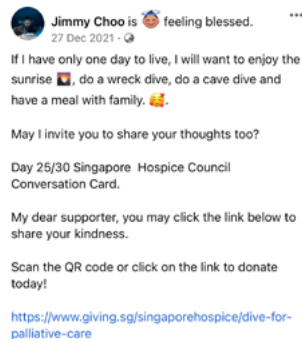 Jimmy Choo is 😇 feeling blessed.
27 Dec 2021 ·
If I have only one day to live, I will want to enjoy the
sunrise 🌅, do a wreck dive, do a cave dive and
have a meal with family. 🥰.
May I invite you to share your thoughts too?
Day 25/30 Singapore Hospice Council
Conversation Card.
My dear supporter, you may click the link below to
share your kindness.
Scan the QR code or click on the link to donate
today!
https://www.giving.sg/singaporehospice/dive-for-
palliative-care